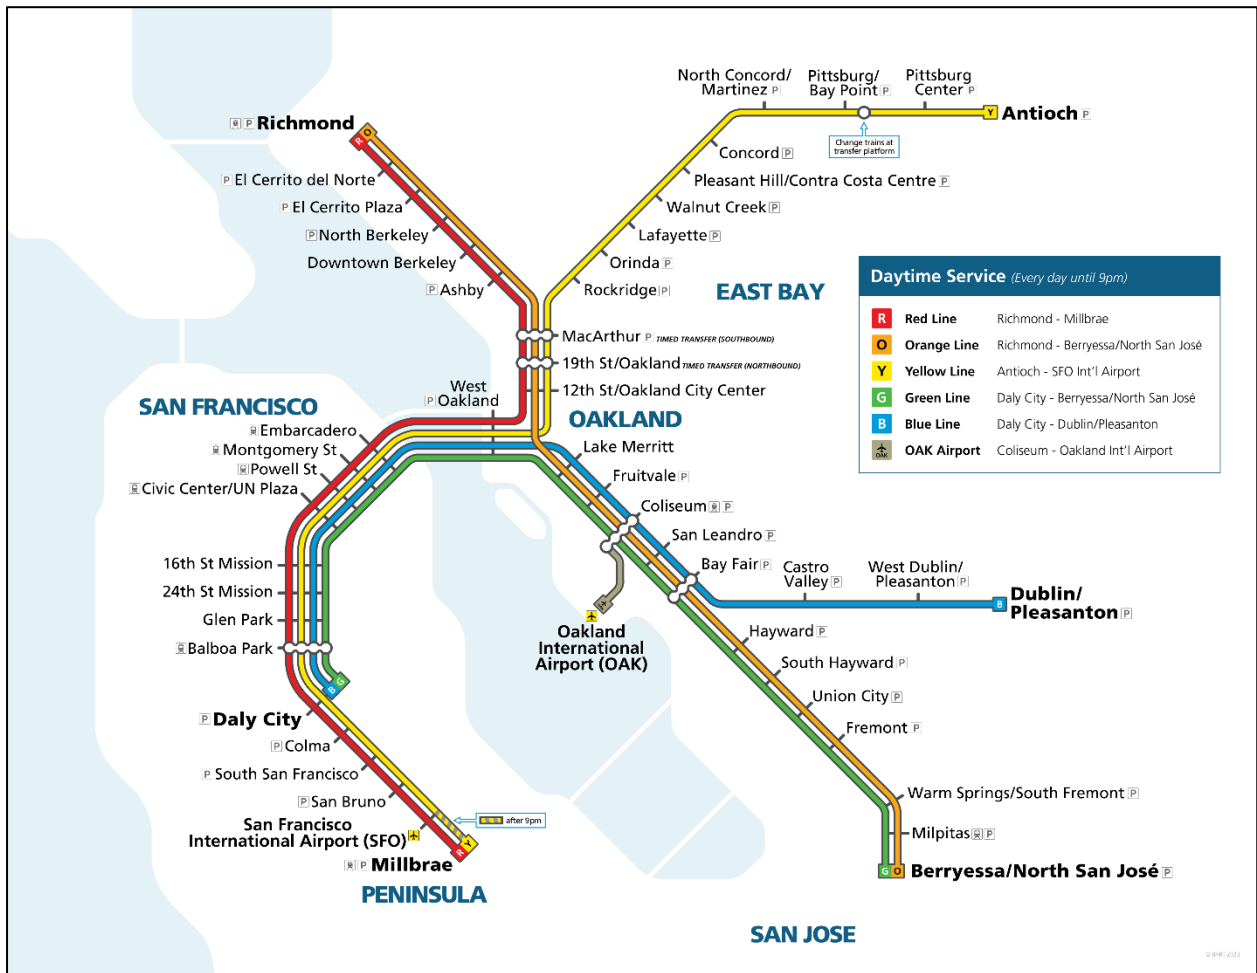 North Concord/
Martinez P
Pittsburg/
Bay Point P
Pittsburg
Center P
Y
Antioch P
Change trains at
transfer platform
P Richmond
O
R
Concord P
P El Cerrito del Norte
Pleasant Hill/Contra Costa Centre P
P El Cerrito Plaza
Walnut Creek P
P North Berkeley
Lafayette P
Downtown Berkeley
Orinda P
P Ashby
Rockridge P
EAST BAY
Daytime Service (Every day until 9pm)
R Red Line Richmond - Millbrae
O Orange Line Richmond - Berryessa/North San José
Y Yellow Line Antioch - SFO Int'l Airport
G Green Line Daly City - Berryessa/North San José
B Blue Line Daly City - Dublin/Pleasanton
OAK OAK Airport Coliseum - Oakland Int'l Airport
MacArthur P TIMED TRANSFER (SOUTHBOUND)
19th St/Oakland TIMED TRANSFER (NORTHBOUND)
12th St/Oakland City Center
West
P Oakland
SAN FRANCISCO
OAKLAND
Embarcadero
Montgomery St
Powell St
Civic Center/UN Plaza
Lake Merritt
Fruitvale P
Coliseum P
San Leandro P
Bay Fair P
Castro
Valley P
West Dublin/
Pleasanton P
B
Dublin/
Pleasanton P
16th St Mission
24th St Mission
Glen Park
Balboa Park
Oakland
International
Airport (OAK)
Hayward P
South Hayward P
Union City P
Fremont P
G
B
P Daly City
P Colma
P South San Francisco
P San Bruno
San Francisco
International Airport (SFO)
after 9pm
Y
R
P Millbrae
PENINSULA
Warm Springs/South Fremont P
Milpitas P
G O
Berryessa/North San José P
SAN JOSE
© BART 2023